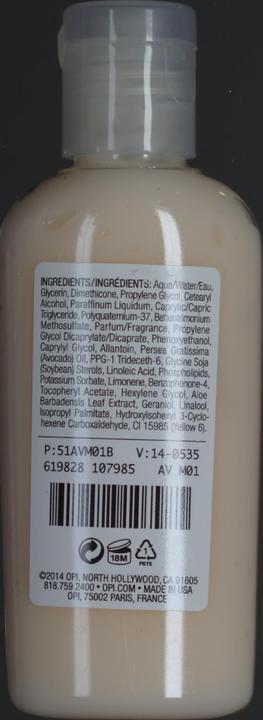 INGREDIENTS/INGRÉDIENTS: Aqua/Water/Eau,
Glycerin, Dimethicone, Propylene Glycol, Cetearyl
Alcohol, Paraffinum Liquidum, Caprylic/Capric
Triglyceride, Polyquaternium-37, Behentrimonium
Methosulfate, Parfum/Fragrance, Propylene
Glycol Dicaprylate/Dicaprate, Phenoxyethanol,
Caprylyl Glycol, Allantoin, Persea Gratissima
(Avocado) Oil, PPG-1 Trideceth-6, Glycine Soja
(Soybean) Sterols, Linoleic Acid, Phospholipids,
Potassium Sorbate, Limonene, Benzophenone-4,
Tocopheryl Acetate, Hexylene Glycol, Aloe
Barbadensis Leaf Extract, Geraniol, Linalool,
Isopropyl Palmitate, Hydroxyisohexyl 3-Cyclo-
hexene Carboxaldehyde, CI 15985 (Yellow 6).
P:51AVM01B V:14-0535
619828 107985 AV M01
18M
1
PETE
©2014 OPI, NORTH HOLLYWOOD, CA 91605
818.759.2400 • OPI.COM • MADE IN USA
OPI, 75002 PARIS, FRANCE